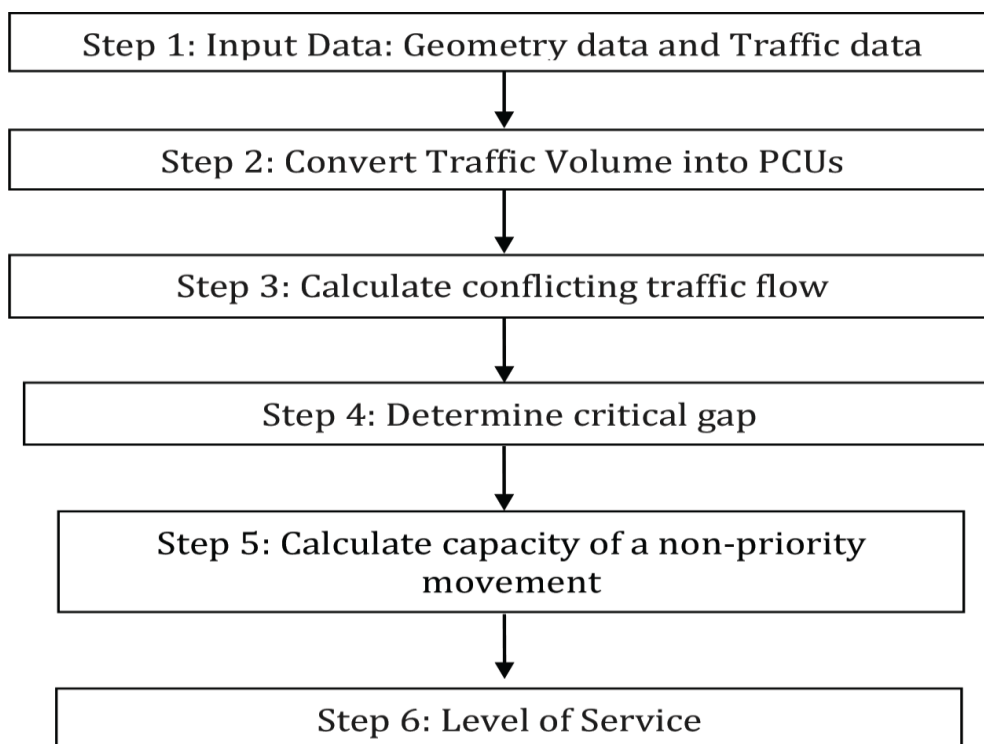 Step 1: Input Data: Geometry data and Traffic data
Step 2: Convert Traffic Volume into PCUs
Step 3: Calculate conflicting traffic flow
Step 4: Determine critical gap
Step 5: Calculate capacity of a non-priority
movement
Step 6: Level of Service